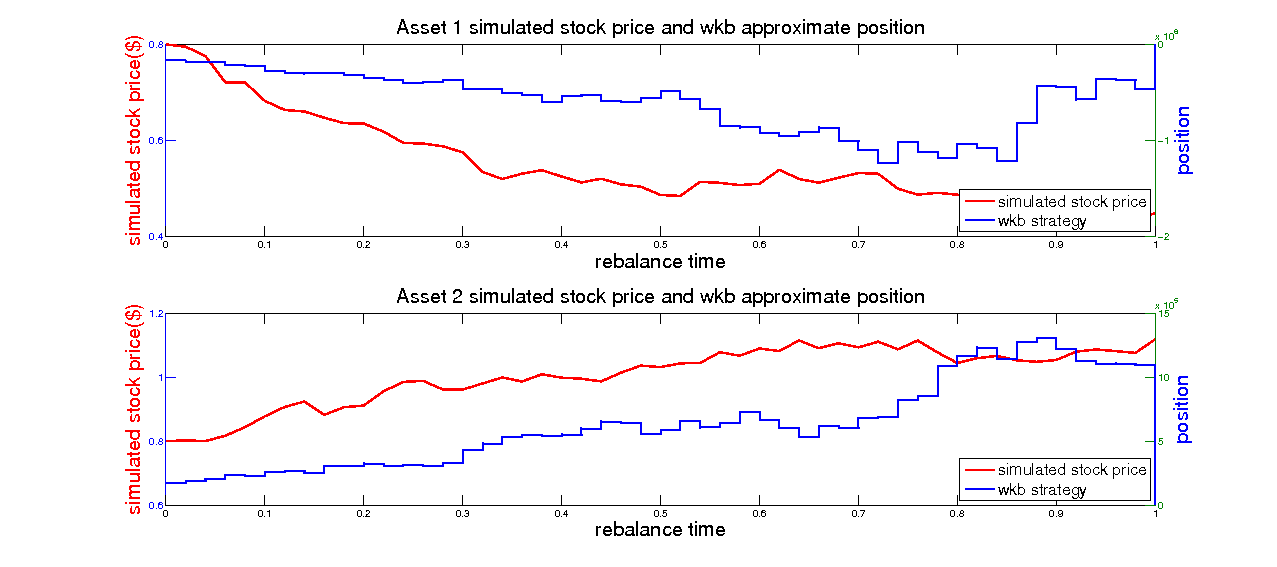 Asset 1 simulated stock price and wkb approximate position
x 10^6
simulated stock price($)
0.8
0.6
0.4
0
-1
-2
position
simulated stock price
wkb strategy
0 0.1 0.2 0.3 0.4 0.5 0.6 0.7 0.8 0.9 1
rebalance time
Asset 2 simulated stock price and wkb approximate position
x 10^5
simulated stock price($)
1.2
1
0.8
0.6
15
10
5
0
position
simulated stock price
wkb strategy
0 0.1 0.2 0.3 0.4 0.5 0.6 0.7 0.8 0.9 1
rebalance time